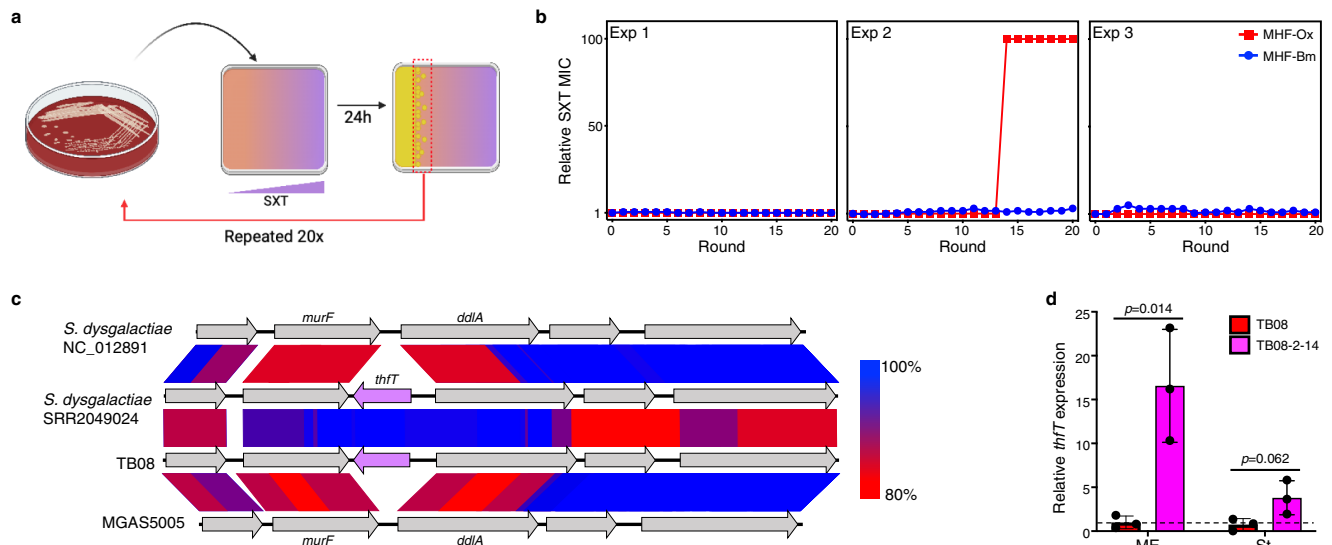 a
SXT
24h
Repeated 20x
b
Relative SXT MIC
100
50
1
Exp 1
Exp 2
Exp 3
MHF-Ox
MHF-Bm
0 5 10 15 20
0 5 10 15 20
0 5 10 15 20
Round
Round
Round
c
S. dysgalactiae
NC_012891
murF
ddlA
S. dysgalactiae
SRR2049024
thfT
TB08
MGAS5005
murF
ddlA
100%
80%
d
Relative thfT expression
25
20
15
10
5
0
p=0.014
p=0.062
TB08
TB08-2-14